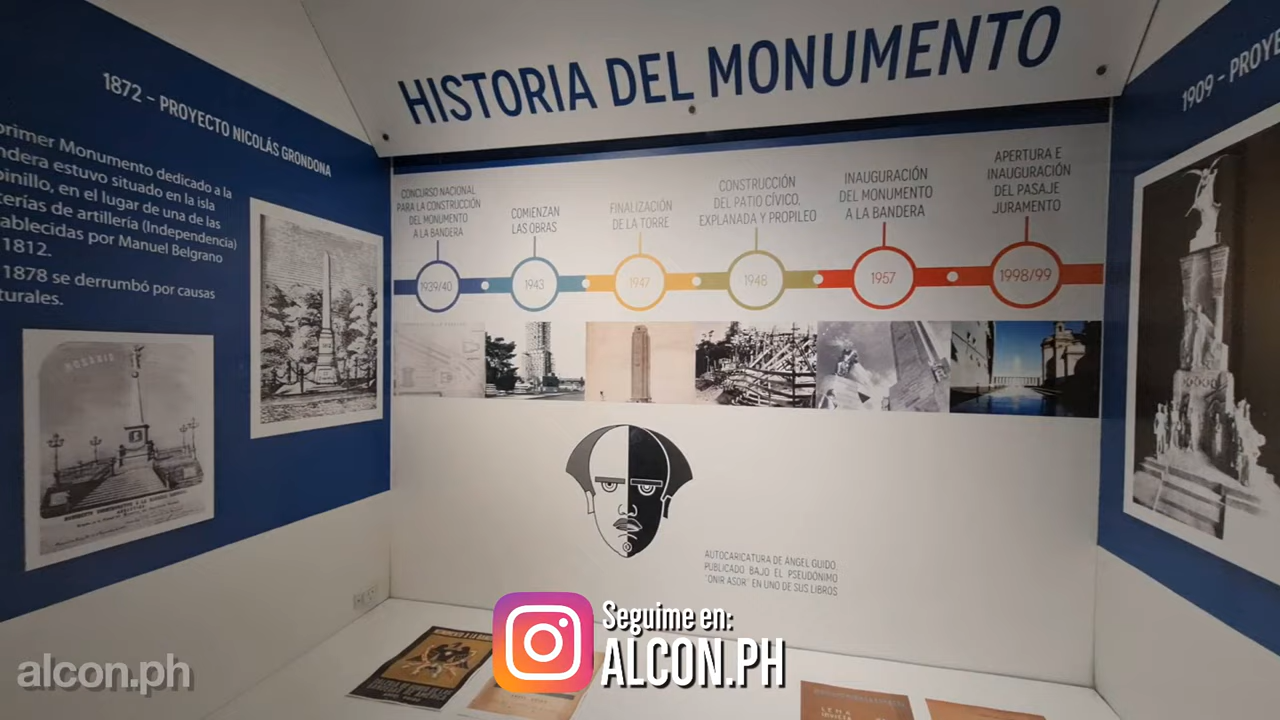 HISTORIA DEL MONUMENTO
1872 - PROYECTO NICOLÁS GRONDONA
primer Monumento dedicado a la
ndera estuvo situado en la isla
pinillo, en el lugar de una de las
terías de artillería (Independencia)
ablecidas por Manuel Belgrano
1812.
1878 se derrumbó por causas
turales.
ROSARIO
CONCURSO NACIONAL
PARA LA CONSTRUCCIÓN
DEL MONUMENTO
A LA BANDERA
1939/40
COMIENZAN
LAS OBRAS
1943
FINALIZACIÓN
DE LA TORRE
1947
CONSTRUCCIÓN
DEL PATIO CÍVICO,
EXPLANADA Y PROPILEO
1948
INAUGURACIÓN
DEL MONUMENTO
A LA BANDERA
1957
APERTURA E
INAUGURACIÓN
DEL PASAJE
JURAMENTO
1998/99
1909 - PROYE
AUTOCARICATURA DE ÁNGEL GUIDO
PUBLICADO BAJO EL PSEUDÓNIMO
"ONIR ASOR" EN UNO DE SUS LIBROS
Seguime en:
ALCON.PH
alcon.ph